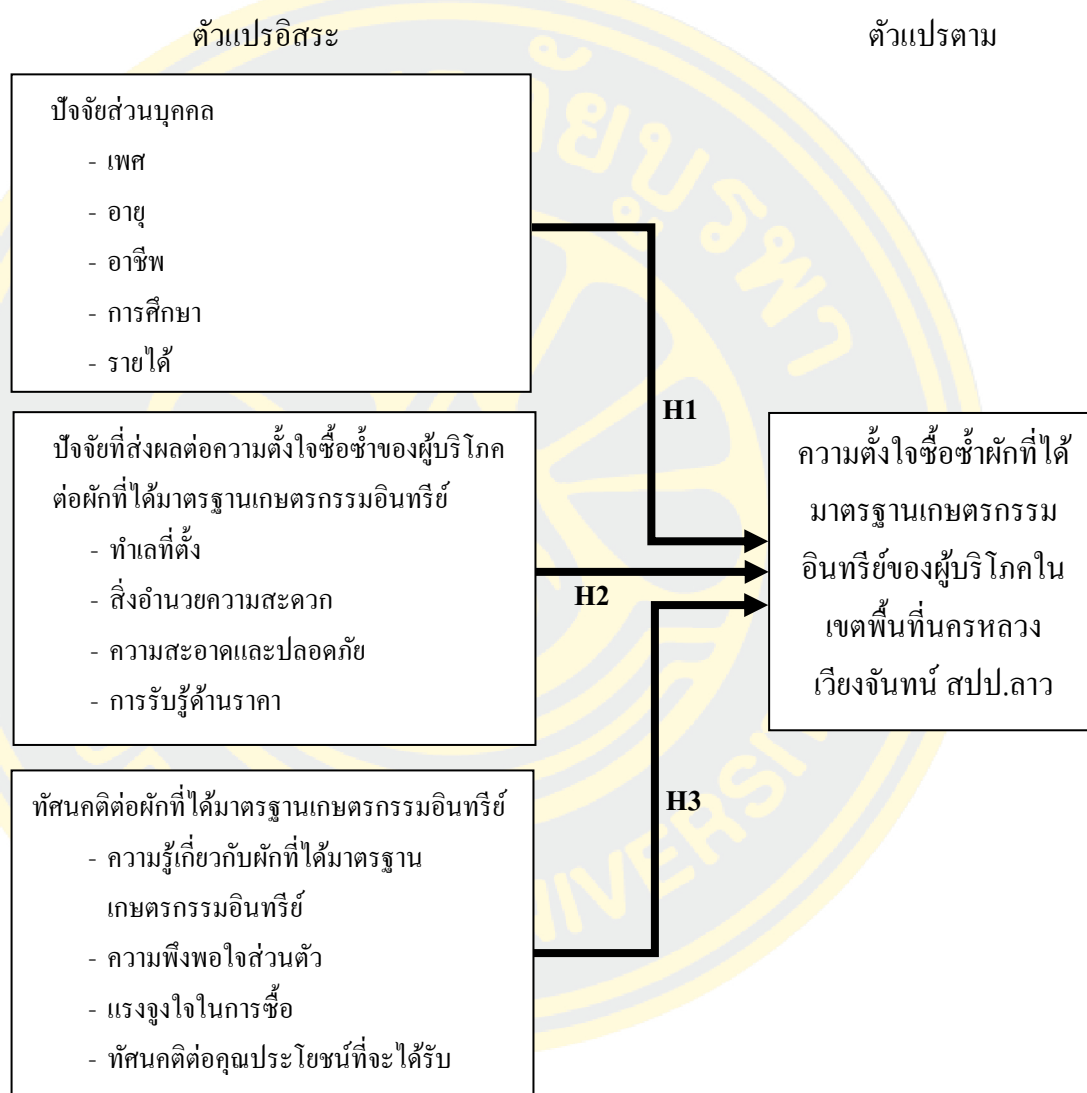 ตัวแปรอิสระ
ตัวแปรตาม
ปัจจัยส่วนบุคคล
- เพศ
- อายุ
- อาชีพ
- การศึกษา
- รายได้
H1
ปัจจัยที่ส่งผลต่อความตั้งใจซื้อซ้ำของผู้บริโภค
ต่อผักที่ได้มาตรฐานเกษตรกรรมอินทรีย์
- ทำเลที่ตั้ง
- สิ่งอำนวยความสะดวก
- ความสะอาดและปลอดภัย
- การรับรู้ด้านราคา
H2
ความตั้งใจซื้อซ้ำผักที่ได้
มาตรฐานเกษตรกรรม
อินทรีย์ของผู้บริโภคใน
เขตพื้นที่นครหลวง
เวียงจันทน์ สปป.ลาว
ทัศนคติต่อผักที่ได้มาตรฐานเกษตรกรรมอินทรีย์
- ความรู้เกี่ยวกับผักที่ได้มาตรฐาน
เกษตรกรรมอินทรีย์
- ความพึงพอใจส่วนตัว
- แรงจูงใจในการซื้อ
- ทัศนคติต่อคุณประโยชน์ที่จะได้รับ
H3